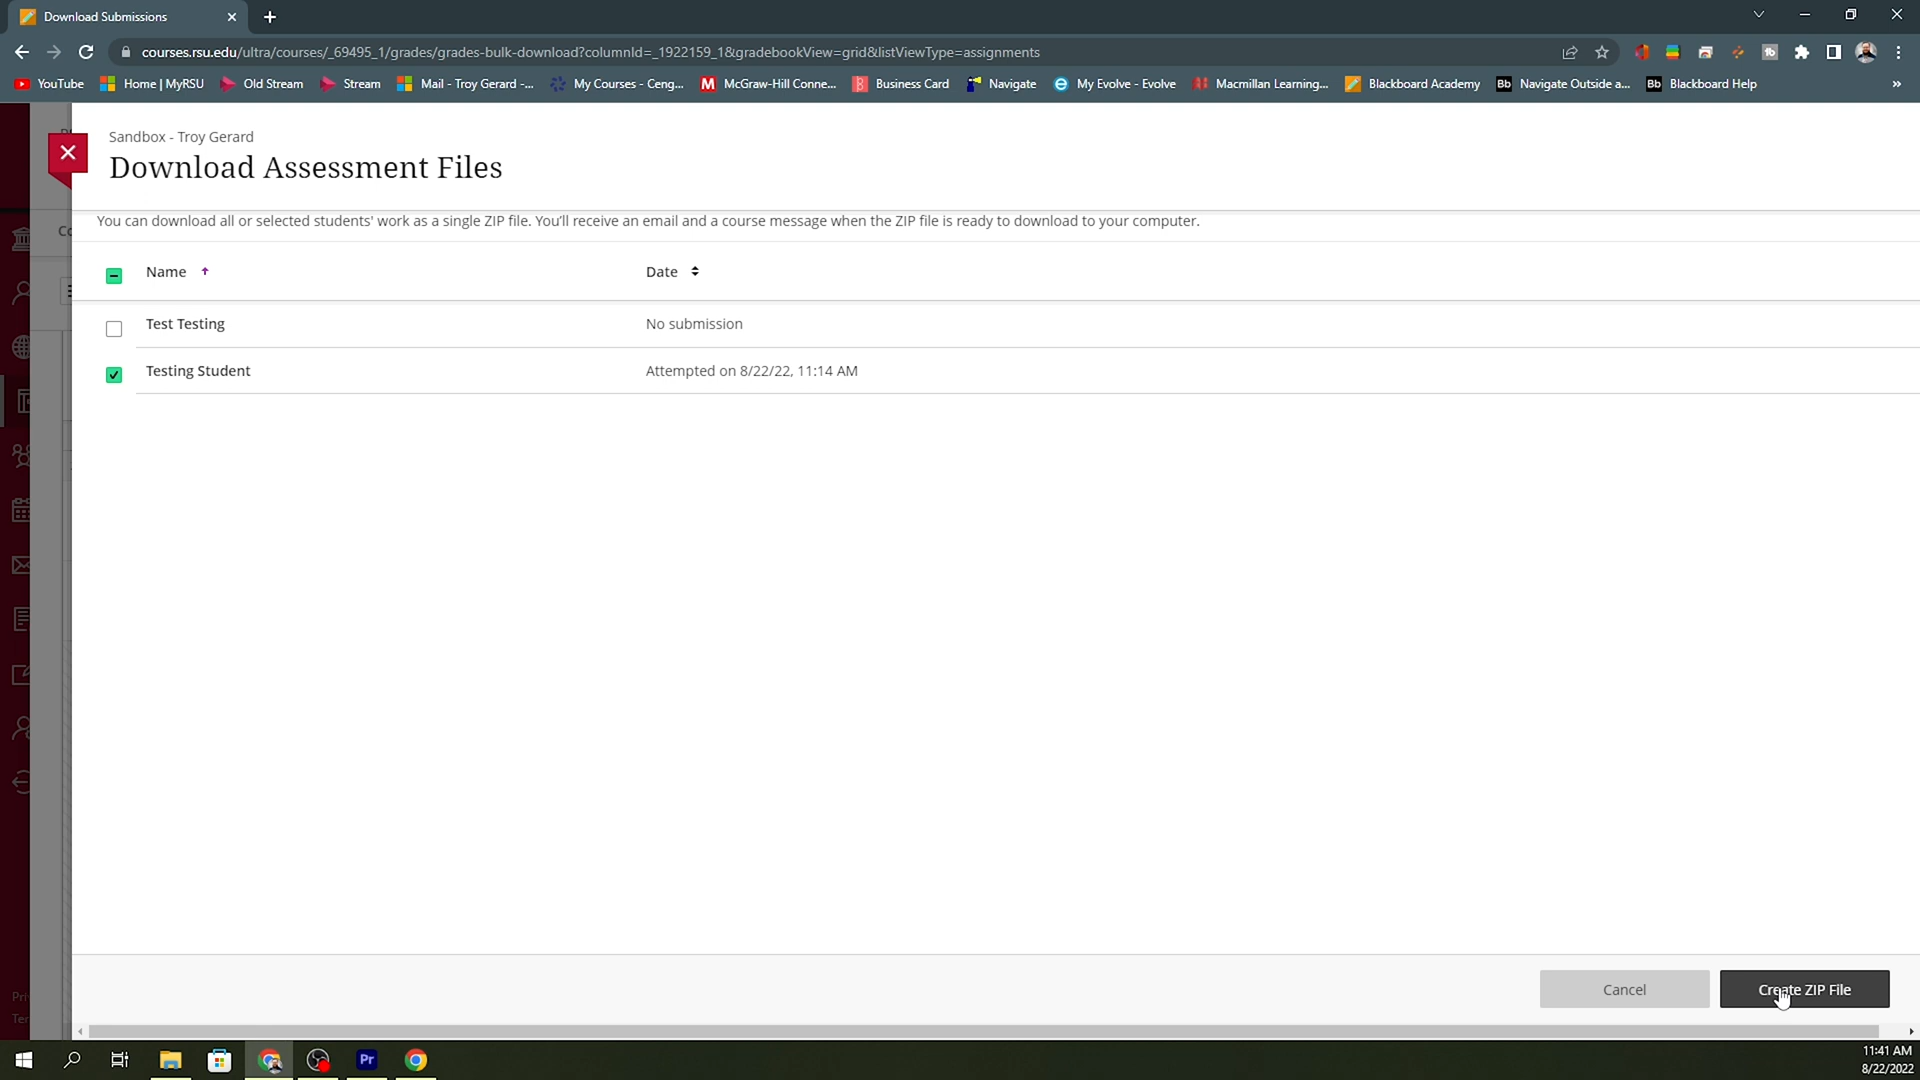 Download Submissions
courses.rsu.edu/ultra/courses/_69495_1/grades/grades-bulk-download?columnId=_1922159_1&gradebookView=grid&listViewType=assignments
YouTube Home | MyRSU Old Stream Stream Mail - Troy Gerard -... My Courses - Ceng... McGraw-Hill Conne... Business Card Navigate My Evolve - Evolve Macmillan Learning... Blackboard Academy Bb Navigate Outside a... Bb Blackboard Help »
Sandbox - Troy Gerard
Download Assessment Files
You can download all or selected students' work as a single ZIP file. You'll receive an email and a course message when the ZIP file is ready to download to your computer.
Name Date
Test Testing No submission
Testing Student Attempted on 8/22/22, 11:14 AM
Cancel Create ZIP File
Pr
11:41 AM
8/22/2022